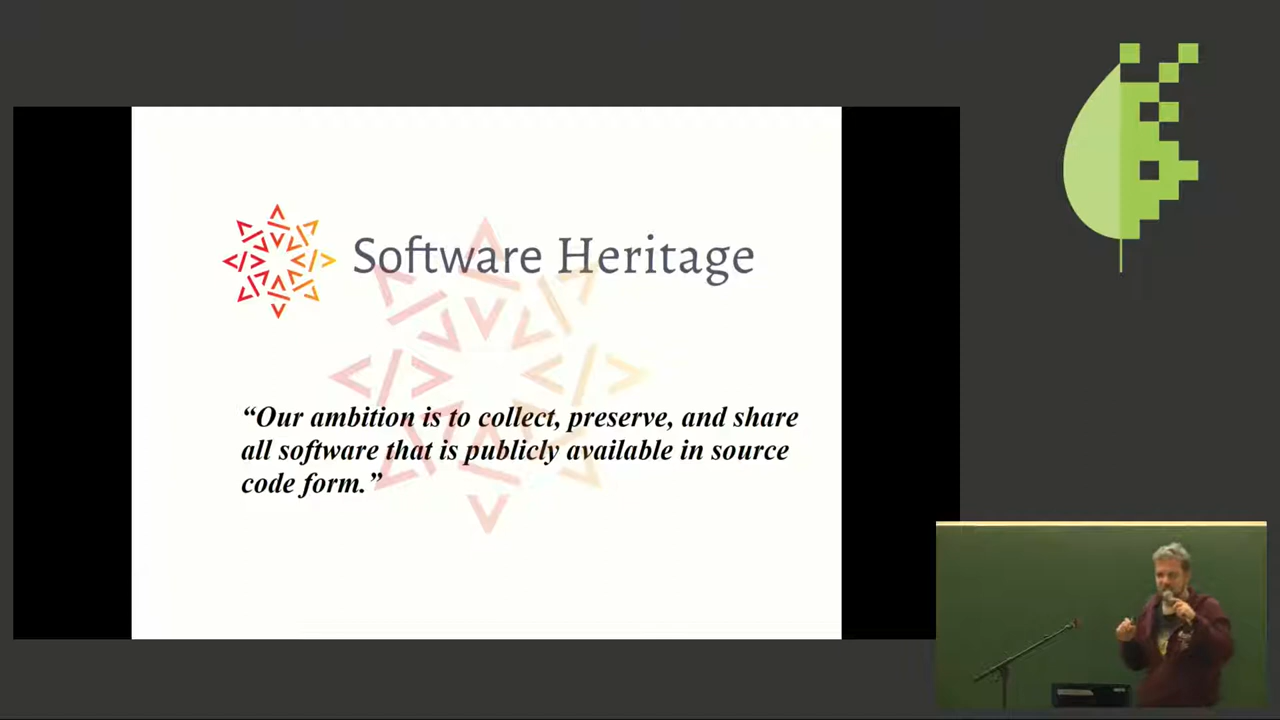 Software Heritage
“Our ambition is to collect, preserve, and share
all software that is publicly available in source
code form.”